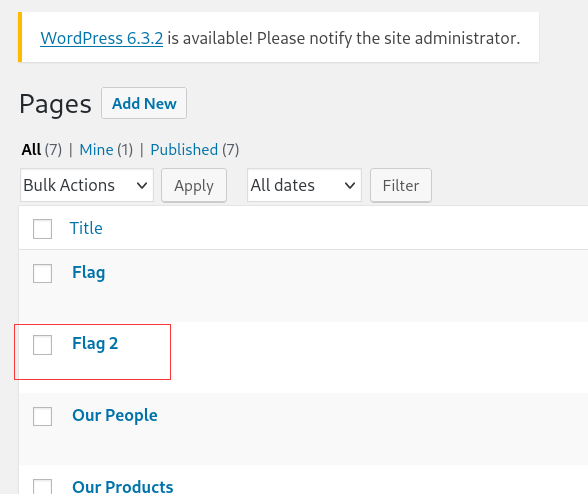 WordPress 6.3.2 is available! Please notify the site administrator.
Pages Add New
All (7) | Mine (1) | Published (7)
Bulk Actions Apply All dates Filter
Title
Flag
Flag 2
Our People
Our Products